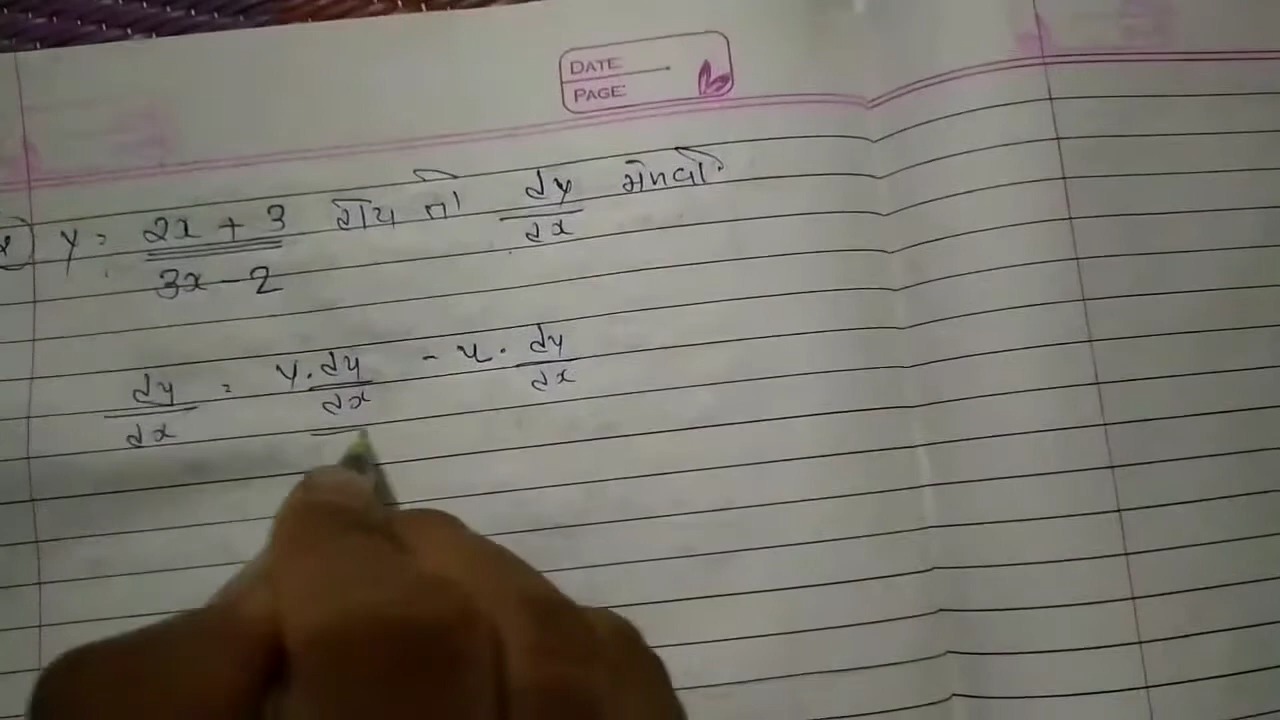 DATE
PAGE:
y = 2x + 3 / 3x - 2 હોય તો dy/dx મેળવો.
dy/dx = v. du/dx - u. dv/dx